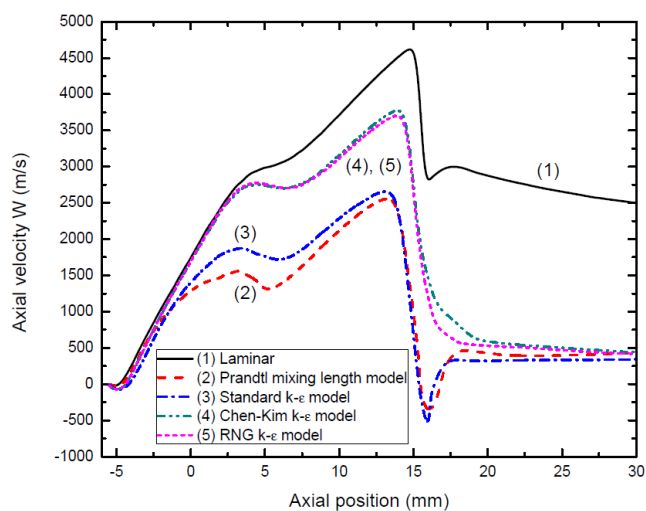 Axial velocity W (m/s)
5000
4500
4000
3500
3000
2500
2000
1500
1000
500
0
-500
-1000
(1)
(4), (5)
(3)
(2)
(1) Laminar
(2) Prandtl mixing length model
(3) Standard k-ε model
(4) Chen-Kim k-ε model
(5) RNG k-ε model
-5 0 5 10 15 20 25 30
Axial position (mm)